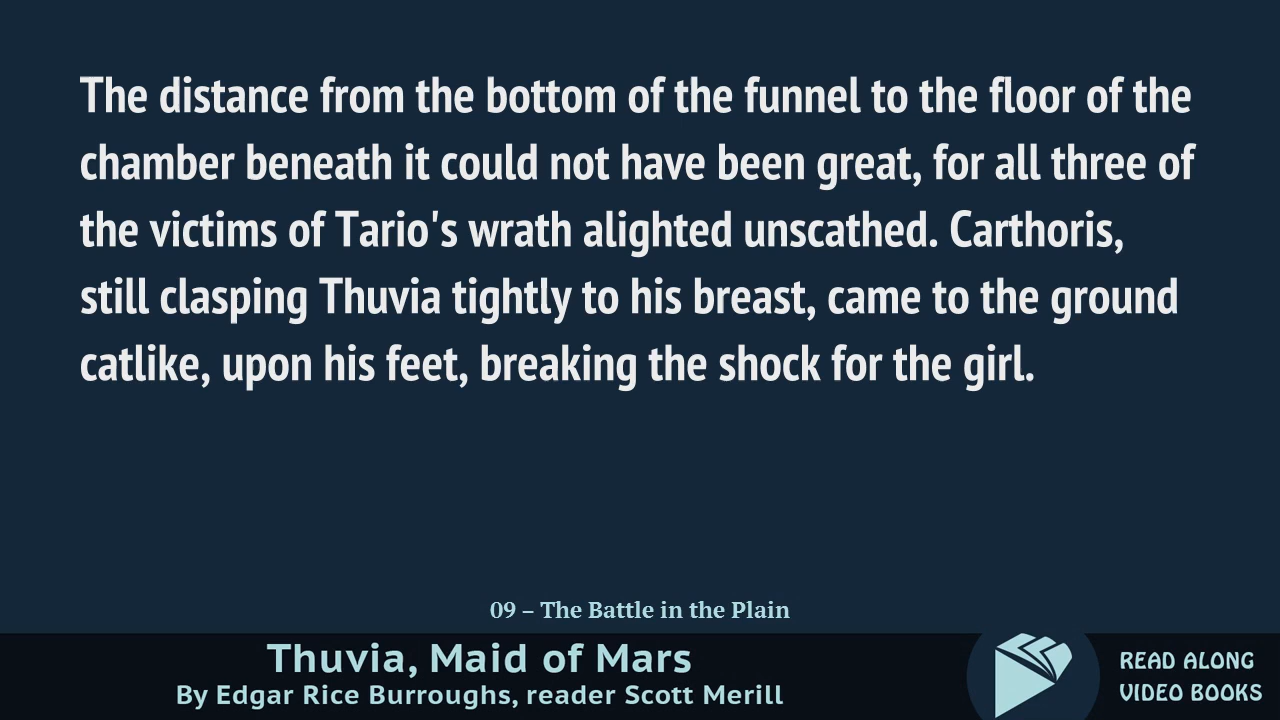 The distance from the bottom of the funnel to the floor of the
chamber beneath it could not have been great, for all three of
the victims of Tario's wrath alighted unscathed. Carthoris,
still clasping Thuvia tightly to his breast, came to the ground
catlike, upon his feet, breaking the shock for the girl.
09 – The Battle in the Plain
Thuvia, Maid of Mars
By Edgar Rice Burroughs, reader Scott Merill
READ ALONG
VIDEO BOOKS